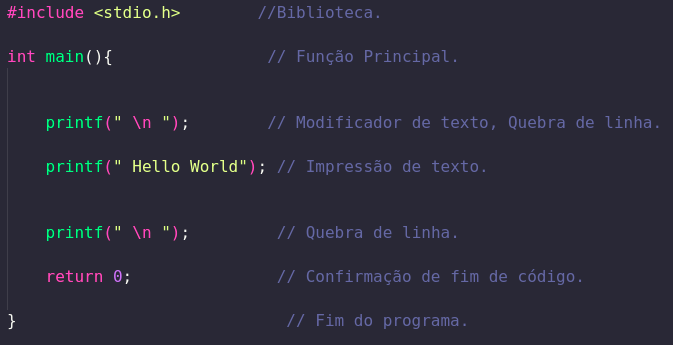 #include <stdio.h>        //Biblioteca.
int main(){                // Função Principal.
    printf(" \n ");        // Modificador de texto, Quebra de linha.
    printf(" Hello World"); // Impressão de texto.
    printf(" \n ");         // Quebra de linha.
    return 0;               // Confirmação de fim de código.
}                            // Fim do programa.